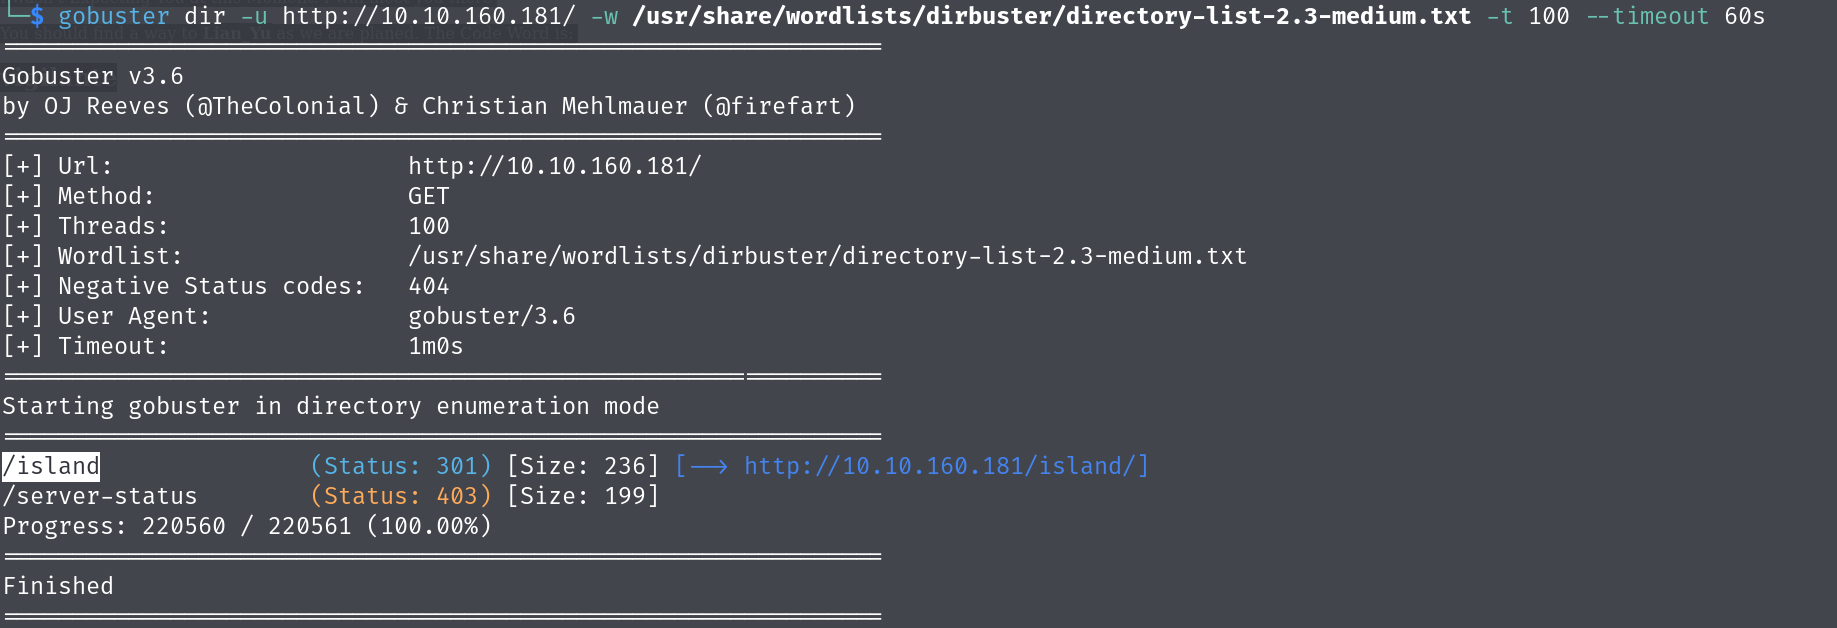 └─$ gobuster dir -u http://10.10.160.181/ -w /usr/share/wordlists/dirbuster/directory-list-2.3-medium.txt -t 100 --timeout 60s
You should find a way to Lian_Yu as we are planed. The Code Word is:
===============================================================
Gobuster v3.6
by OJ Reeves (@TheColonial) & Christian Mehlmauer (@firefart)
===============================================================
[+] Url: http://10.10.160.181/
[+] Method: GET
[+] Threads: 100
[+] Wordlist: /usr/share/wordlists/dirbuster/directory-list-2.3-medium.txt
[+] Negative Status codes: 404
[+] User Agent: gobuster/3.6
[+] Timeout: 1m0s
===============================================================
Starting gobuster in directory enumeration mode
===============================================================
/island (Status: 301) [Size: 236] [--> http://10.10.160.181/island/]
/server-status (Status: 403) [Size: 199]
Progress: 220560 / 220561 (100.00%)
===============================================================
Finished
===============================================================